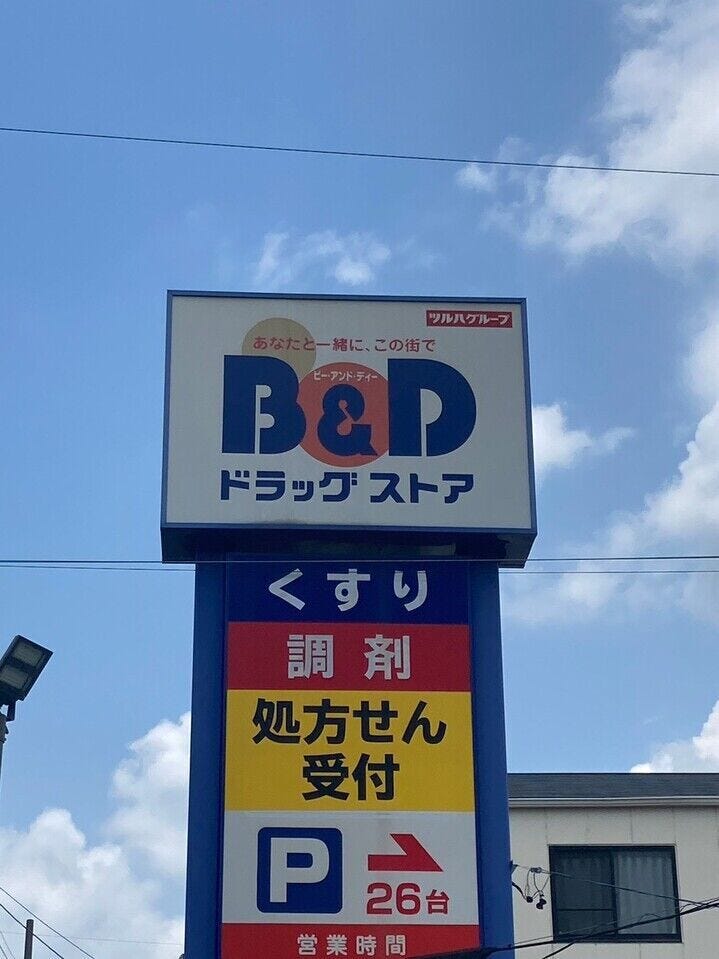 ツルハグループ
あなたと一緒に、この街で
ビー・アンド・ディー
B&D
ドラッグストア
くすり
調剤
処方せん
受付
P
26台
営業時間